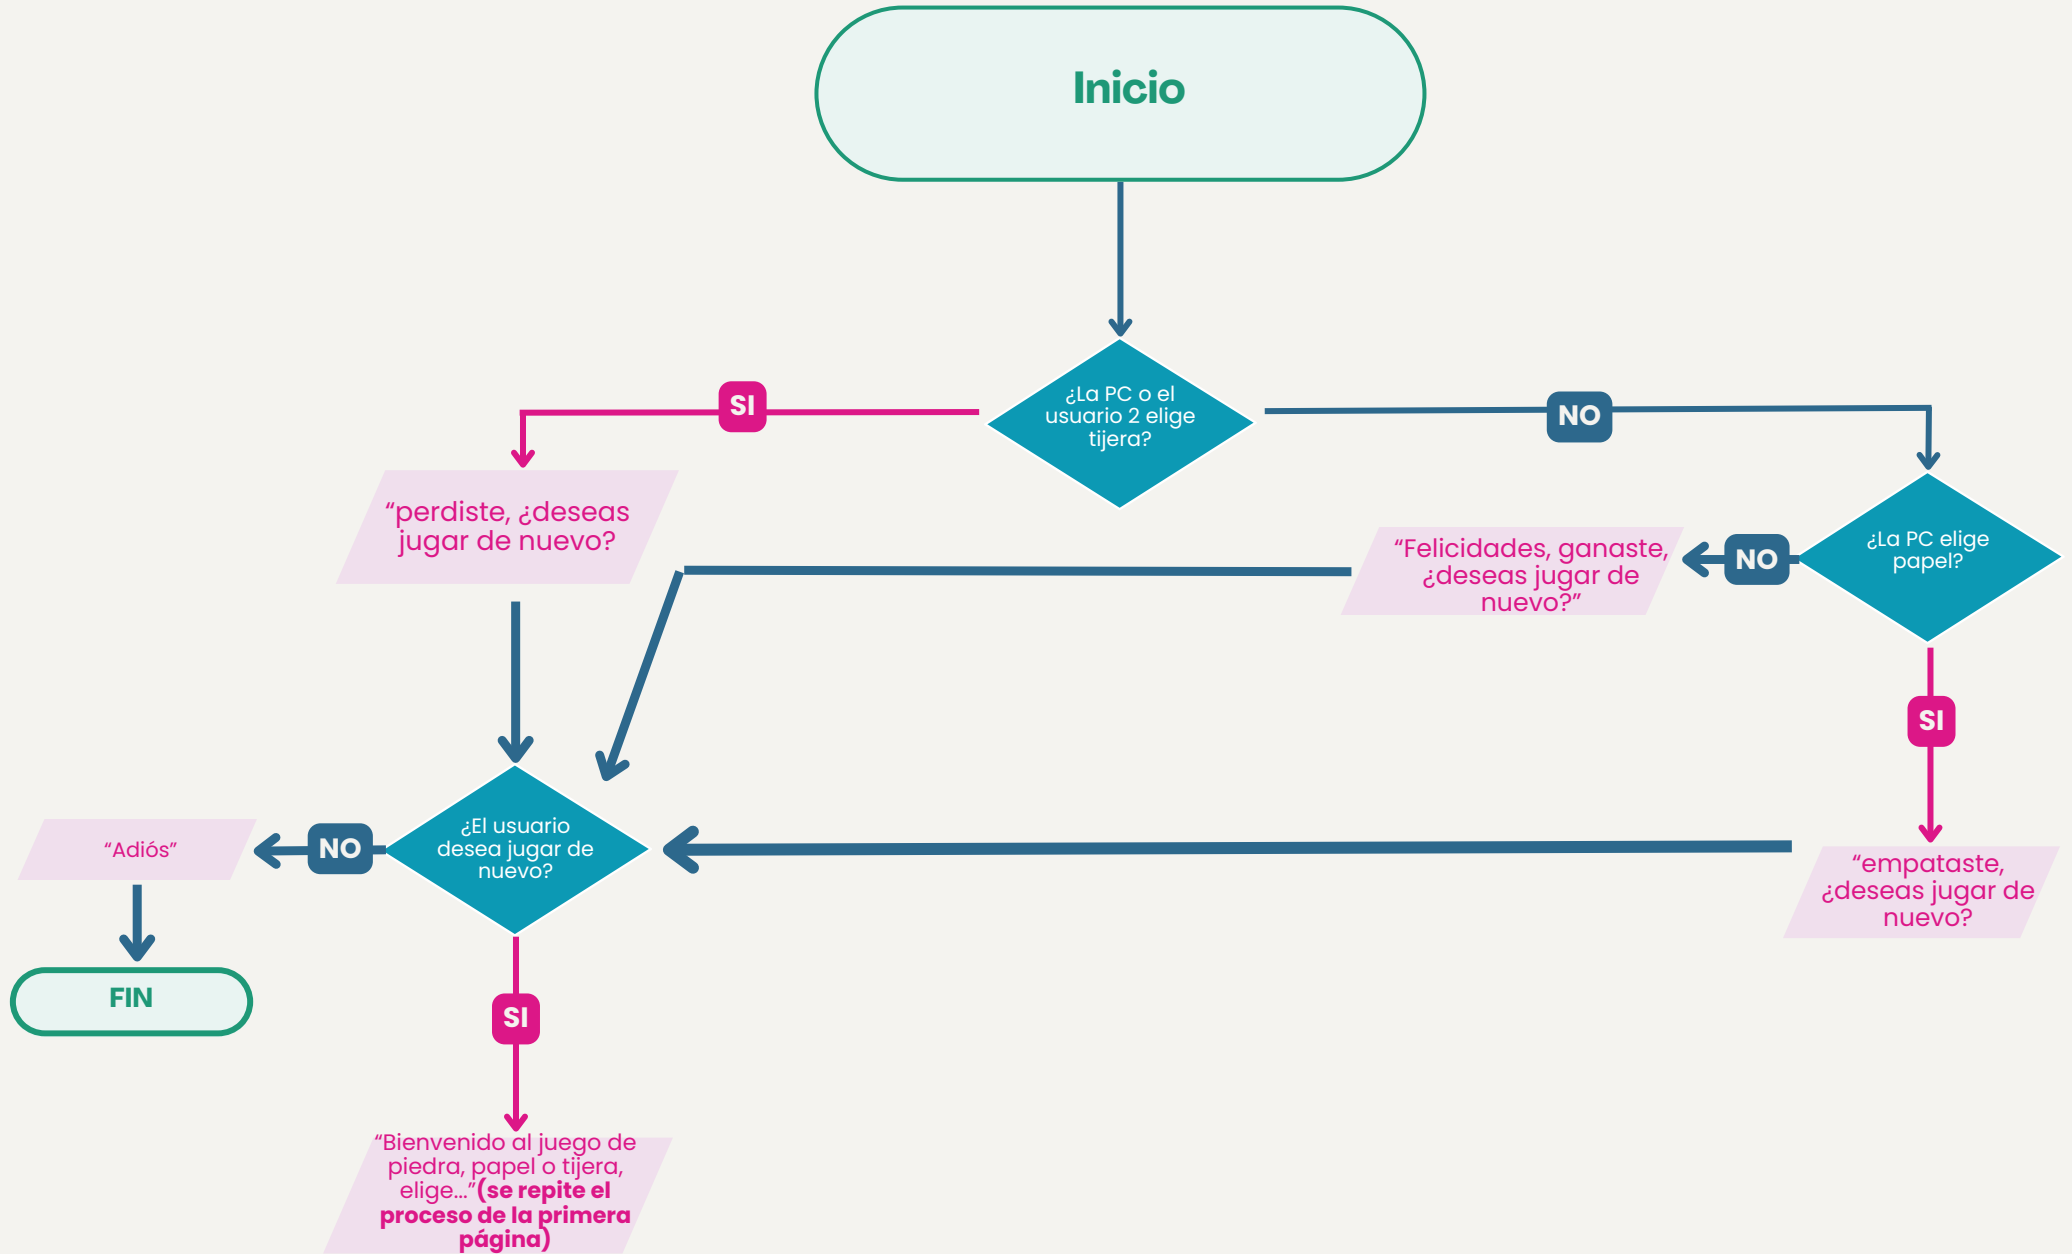 Inicio
¿La PC o el
usuario 2 elige
tijera?
SI
NO
“perdiste, ¿deseas
jugar de nuevo?
¿La PC elige
papel?
NO
“Felicidades, ganaste,
¿deseas jugar de
nuevo?”
SI
“empataste,
¿deseas jugar de
nuevo?
¿El usuario
desea jugar de
nuevo?
NO
“Adiós”
FIN
SI
“Bienvenido al juego de
piedra, papel o tijera,
elige...”(se repite el
proceso de la primera
página)